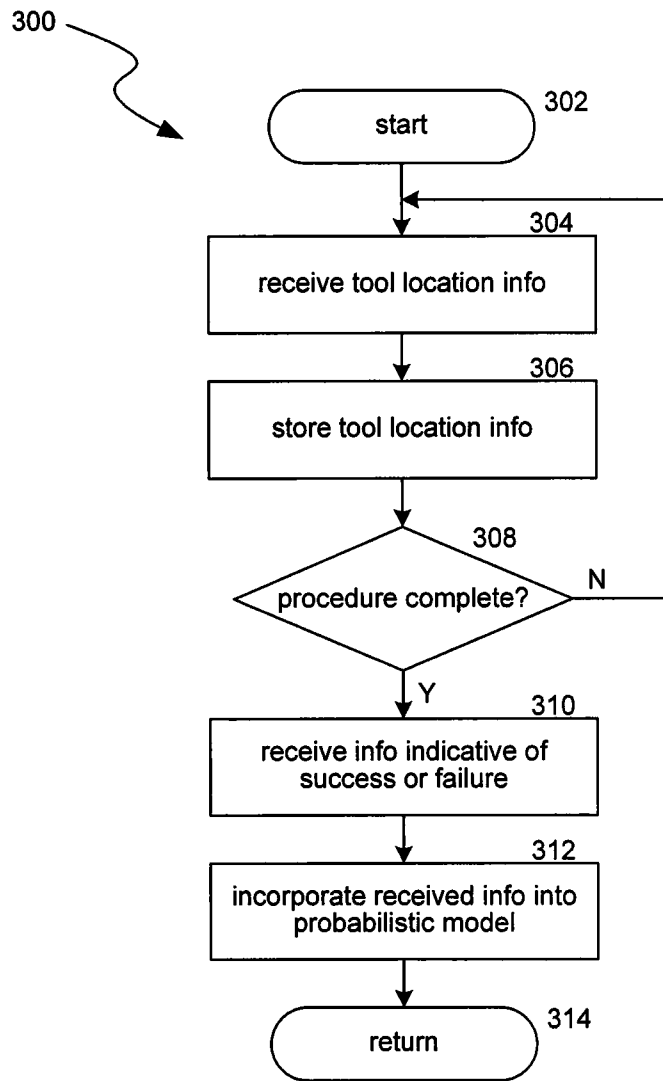 300
302
start
304
receive tool location info
306
store tool location info
308
procedure complete?
N
Y
310
receive info indicative of
success or failure
312
incorporate received info into
probabilistic model
314
return